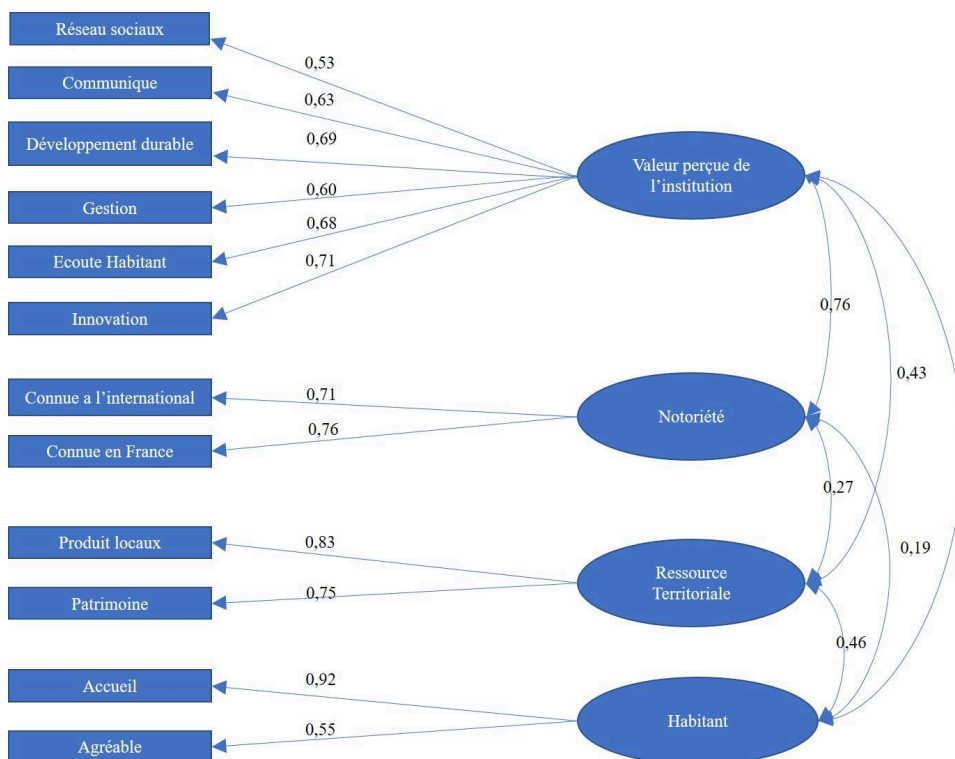 Réseau sociaux
0,53
Communique
0,63
Développement durable
0,69
Valeur perçue de
l’institution
Gestion
0,60
Ecoute Habitant
0,68
Innovation
0,71
0,76
0,43
Connue a l’international
0,71
Notoriété
Connue en France
0,76
0,27
Produit locaux
0,83
0,19
Ressource
Territoriale
Patrimoine
0,75
0,46
Accueil
0,92
Habitant
Agréable
0,55